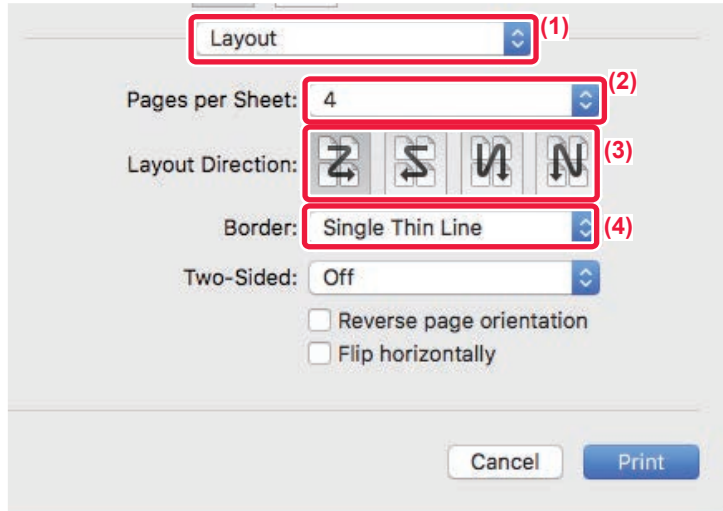 Layout (1)
Pages per Sheet: 4 (2)
Layout Direction: (3)
Border: Single Thin Line (4)
Two-Sided: Off
Reverse page orientation
Flip horizontally
Cancel Print